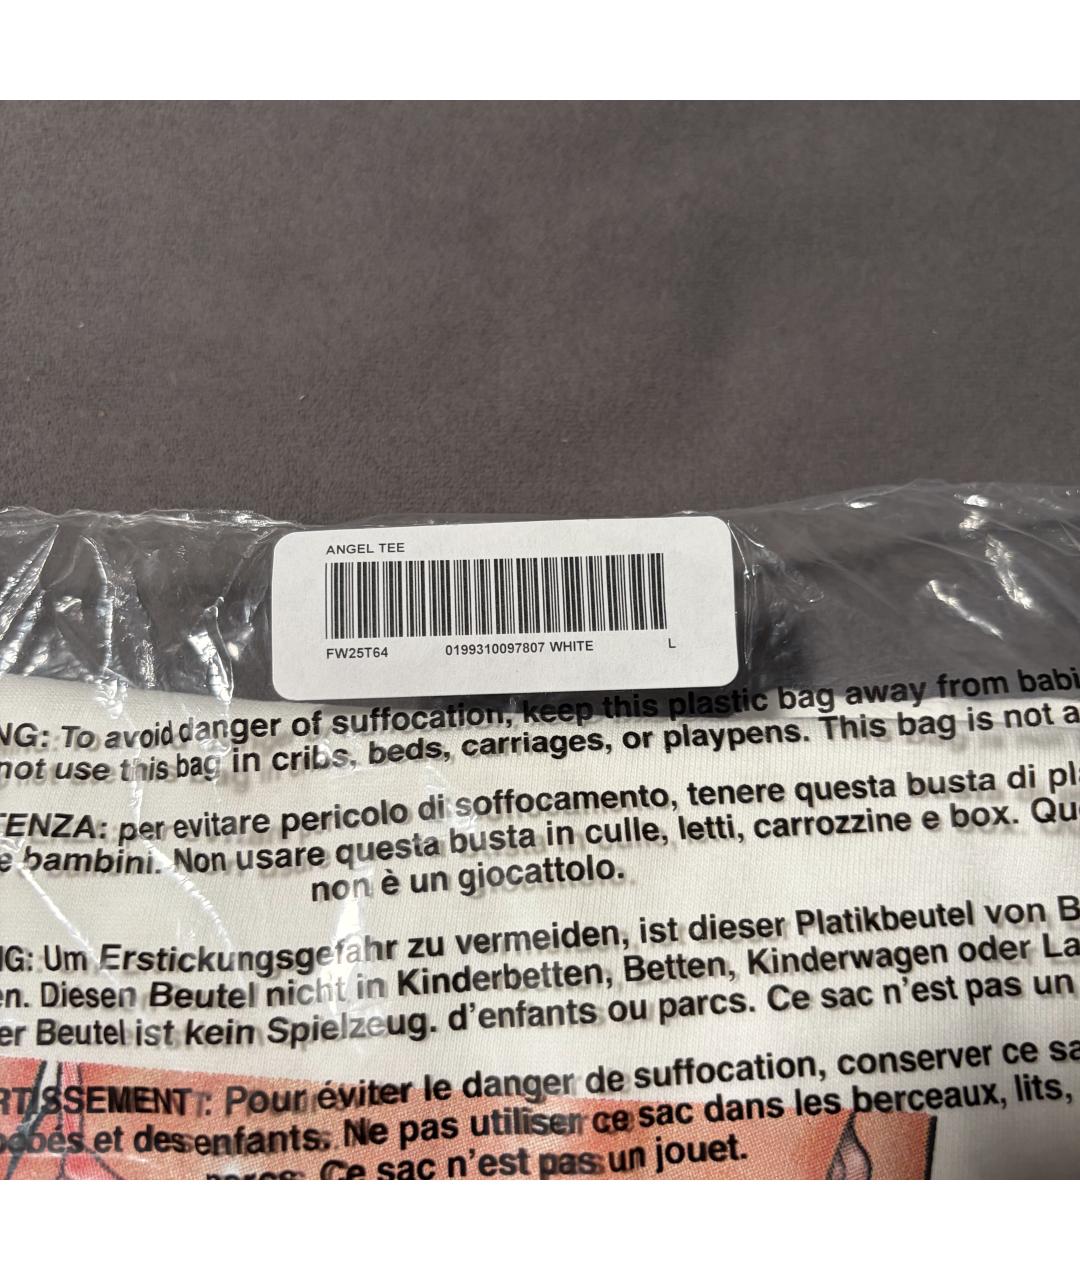 ANGEL TEE
FW25T64 0199310097807 WHITE L
NG: To avoid danger of suffocation, keep this plastic bag away from babi
not use this bag in cribs, beds, carriages, or playpens. This bag is not a
TENZA: per evitare pericolo di soffocamento, tenere questa busta di pla
e bambini. Non usare questa busta in culle, letti, carrozzine e box. Qu
non è un giocattolo.
NG: Um Erstickungsgefahr zu vermeiden, ist dieser Platikbeutel von B
en. Diesen Beutel nicht in Kinderbetten, Betten, Kinderwagen oder La
er Beutel ist kein Spielzeug. d'enfants ou parcs. Ce sac n'est pas un
RTISSEMENT: Pour éviter le danger de suffocation, conserver ce sa
bébés et des enfants. Ne pas utiliser ce sac dans les berceaux, lits,
parcs. Ce sac n'est pas un jouet.